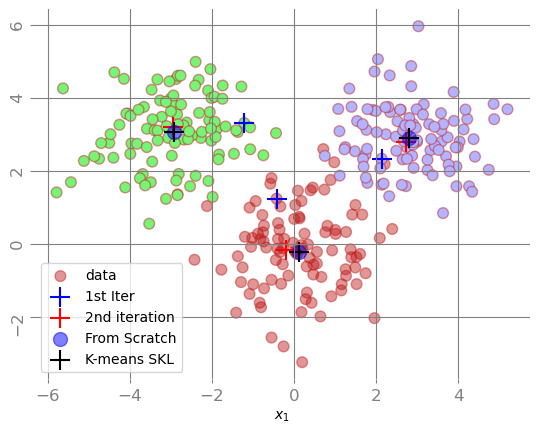 6
4
2
0
−2
−6
−4
−2
0
2
4
x₁
data
1st Iter
2nd iteration
From Scratch
K-means SKL